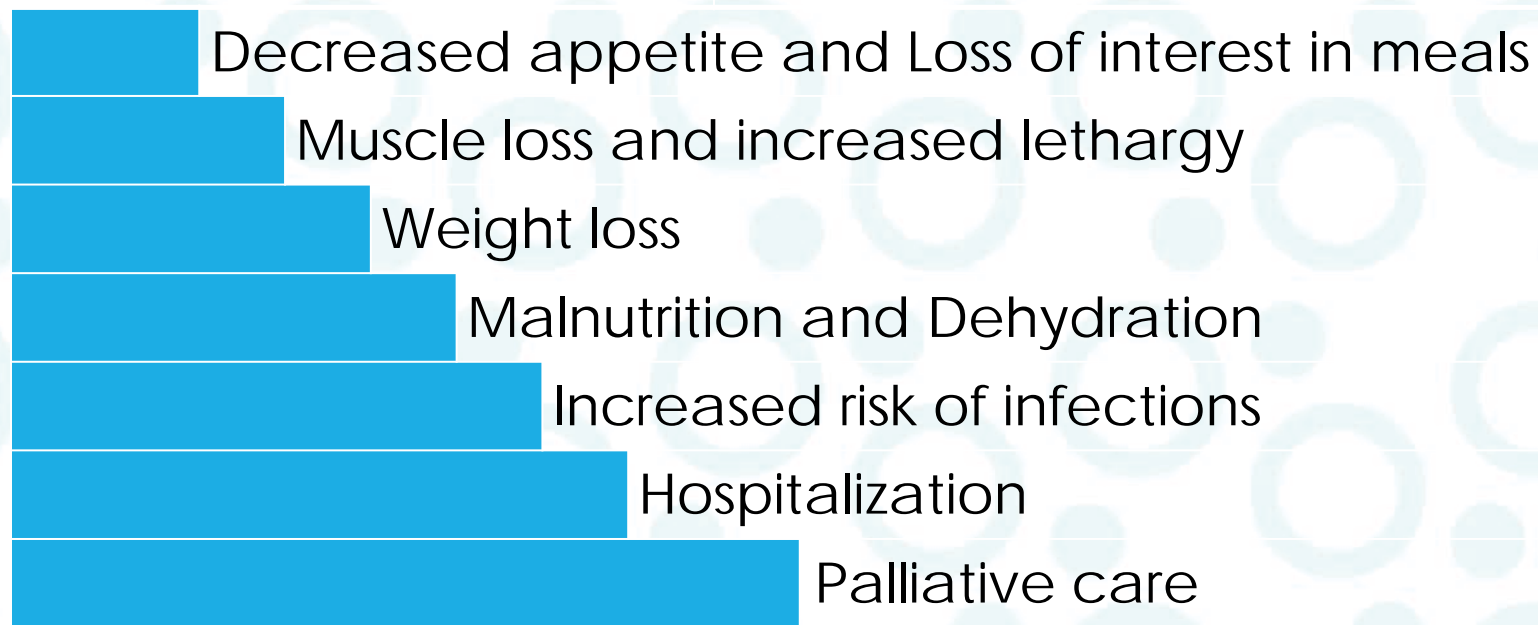 Decreased appetite and Loss of interest in meals
Muscle loss and increased lethargy
Weight loss
Malnutrition and Dehydration
Increased risk of infections
Hospitalization
Palliative care